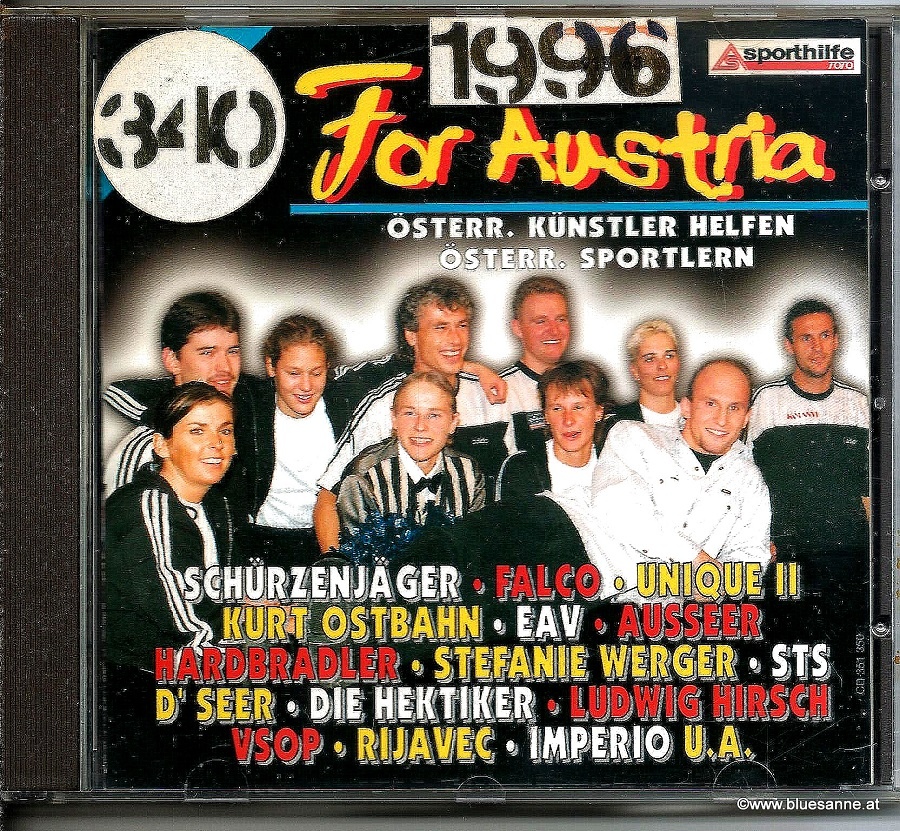 340
1996
sporthilfe
For Austria
ÖSTERR. KÜNSTLER HELFEN
ÖSTERR. SPORTLERN
SCHÜRZENJÄGER • FALCO • UNIQUE II
KURT OSTBAHN • EAV • AUSSEER
HARDBRADLER • STEFANIE WERGER • STS
D' SEER • DIE HEKTIKER • LUDWIG HIRSCH
VSOP • RIJAVEC • IMPERIO U.A.
©www.bluesanne.at